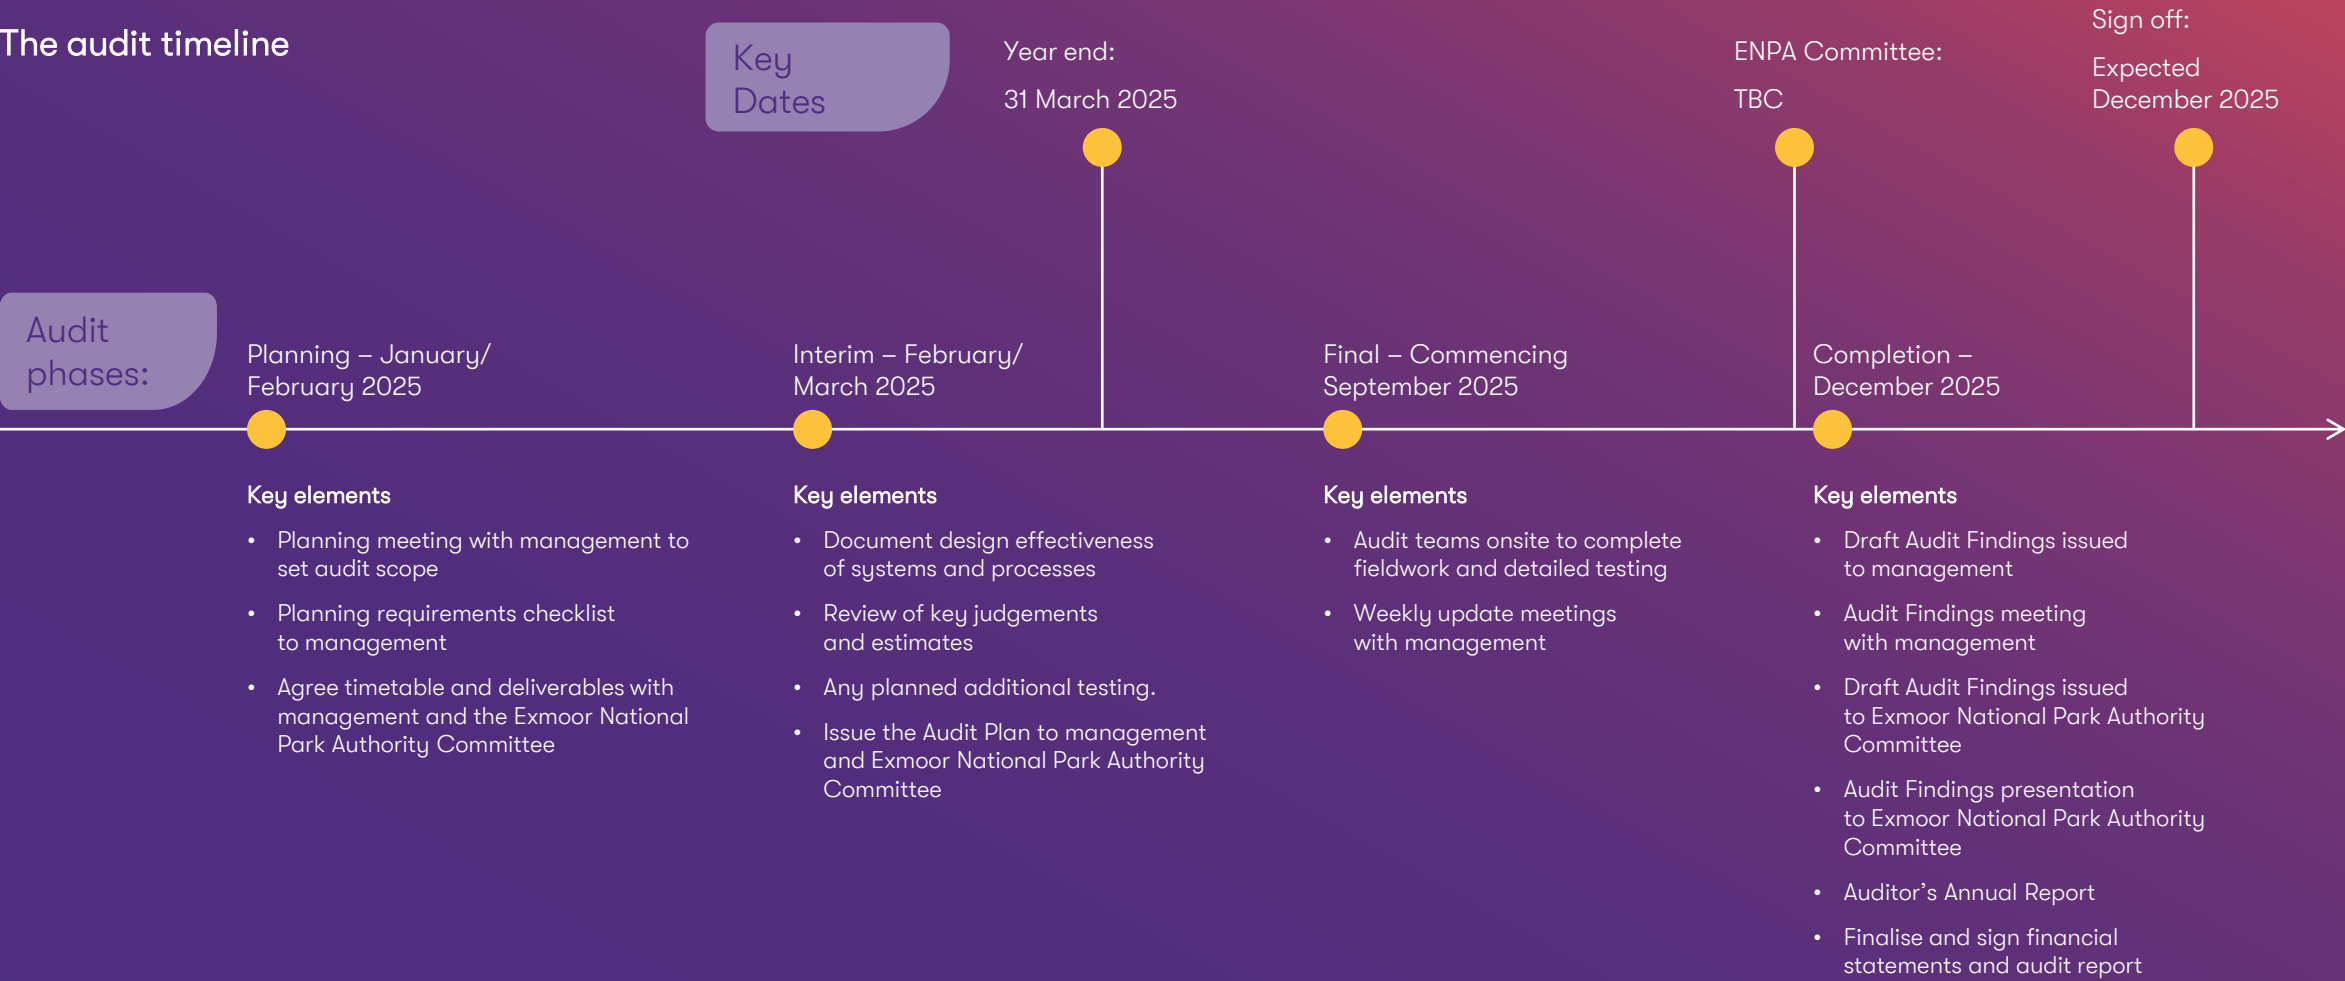 The audit timeline
Key
Dates
Year end:
31 March 2025
ENPA Committee:
TBC
Sign off:
Expected
December 2025
Audit
phases:
Planning – January/
February 2025
Interim – February/
March 2025
Final – Commencing
September 2025
Completion –
December 2025
Key elements
• Planning meeting with management to
set audit scope
• Planning requirements checklist
to management
• Agree timetable and deliverables with
management and the Exmoor National
Park Authority Committee
Key elements
• Document design effectiveness
of systems and processes
• Review of key judgements
and estimates
• Any planned additional testing.
• Issue the Audit Plan to management
and Exmoor National Park Authority
Committee
Key elements
• Audit teams onsite to complete
fieldwork and detailed testing
• Weekly update meetings
with management
Key elements
• Draft Audit Findings issued
to management
• Audit Findings meeting
with management
• Draft Audit Findings issued
to Exmoor National Park Authority
Committee
• Audit Findings presentation
to Exmoor National Park Authority
Committee
• Auditor’s Annual Report
• Finalise and sign financial
statements and audit report